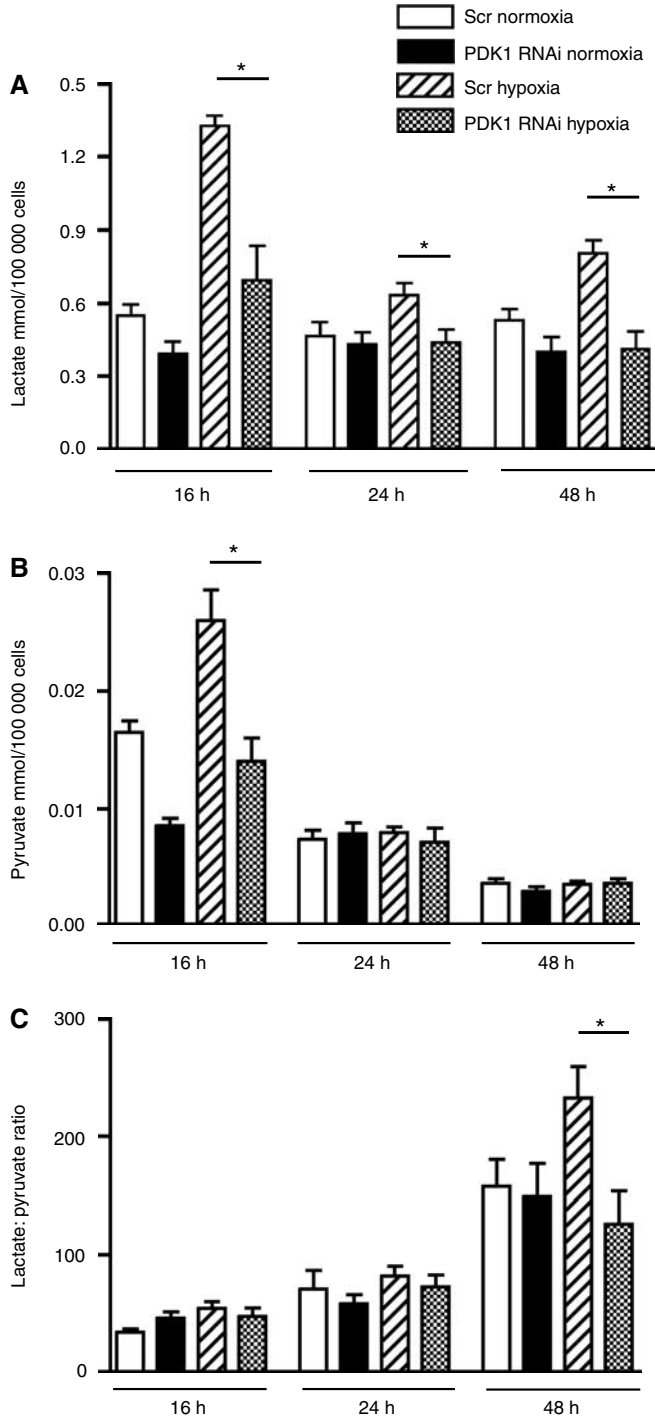 Scr normoxia
PDK1 RNAi normoxia
Scr hypoxia
PDK1 RNAi hypoxia
A
Lactate mmol/100 000 cells
0.5
1.2
0.9
0.6
0.3
0.0
*
*
*
16 h
24 h
48 h
B
Pyruvate mmol/100 000 cells
0.03
0.02
0.01
0.00
*
16 h
24 h
48 h
C
Lactate: pyruvate ratio
300
200
100
0
*
16 h
24 h
48 h